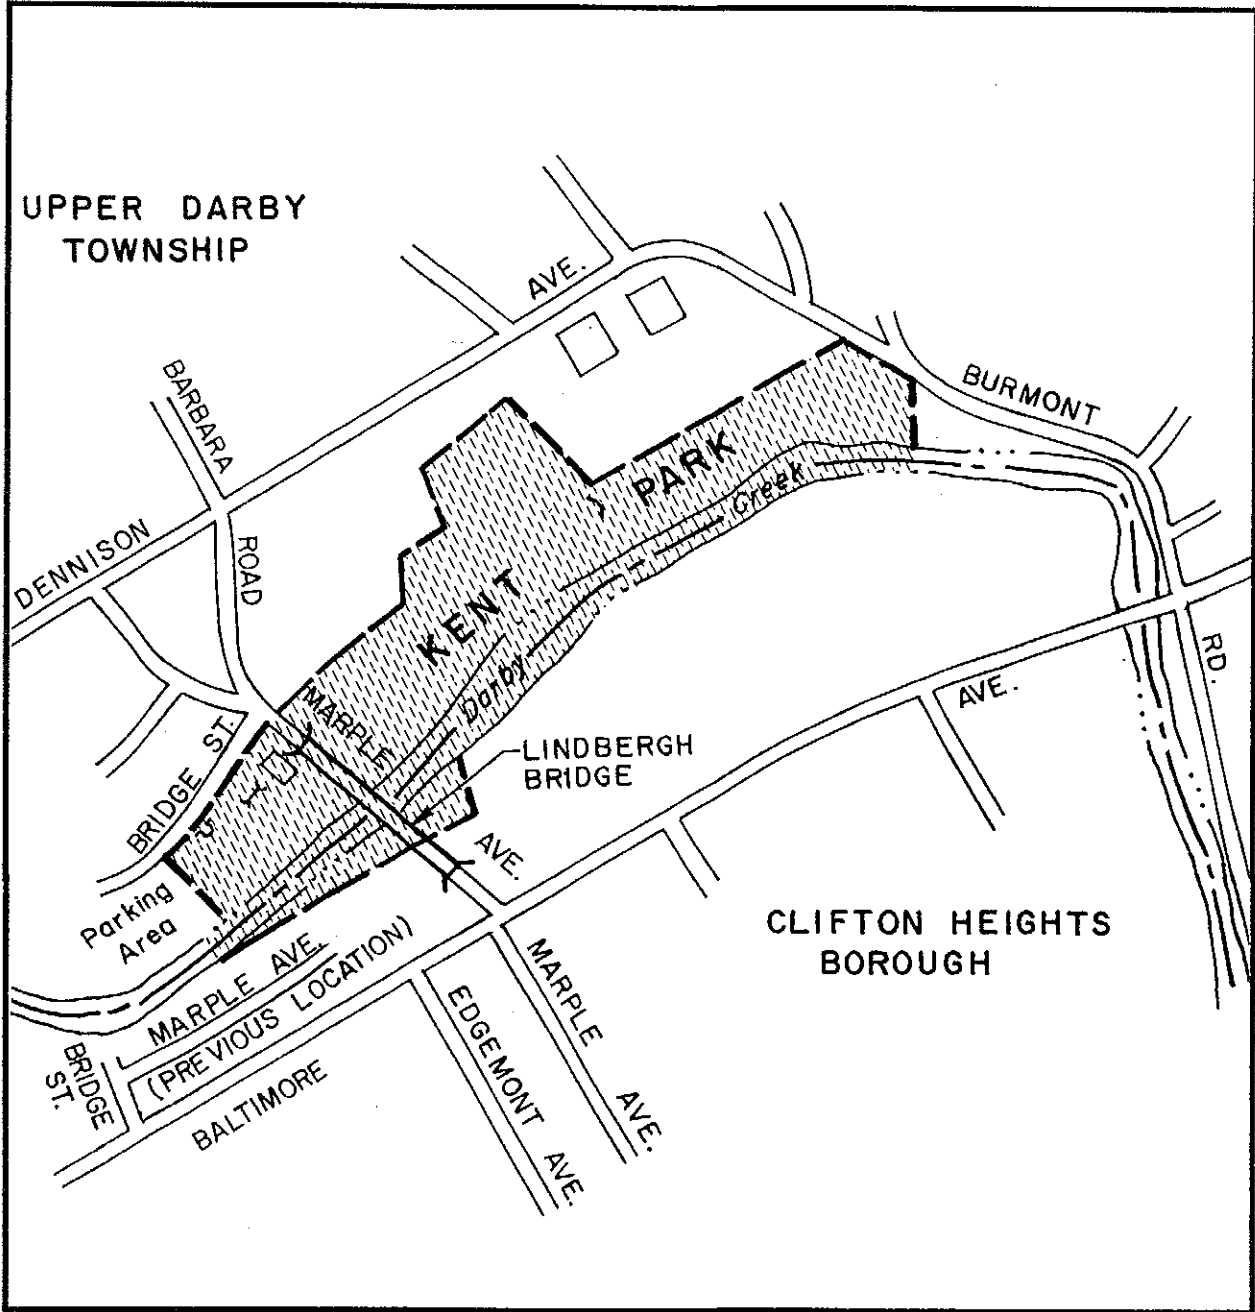 UPPER DARBY
TOWNSHIP
AVE.
BARBARA
BURMONT
PARK
Creek
DENNISON
ROAD
KENT
RD.
MARPLE
Darby
AVE.
BRIDGE ST.
LINDBERGH
BRIDGE
AVE.
Parking
Area
CLIFTON HEIGHTS
BOROUGH
MARPLE AVE.
(PREVIOUS LOCATION)
MARPLE AVE.
EDGEMONT AVE.
BRIDGE
ST.
BALTIMORE